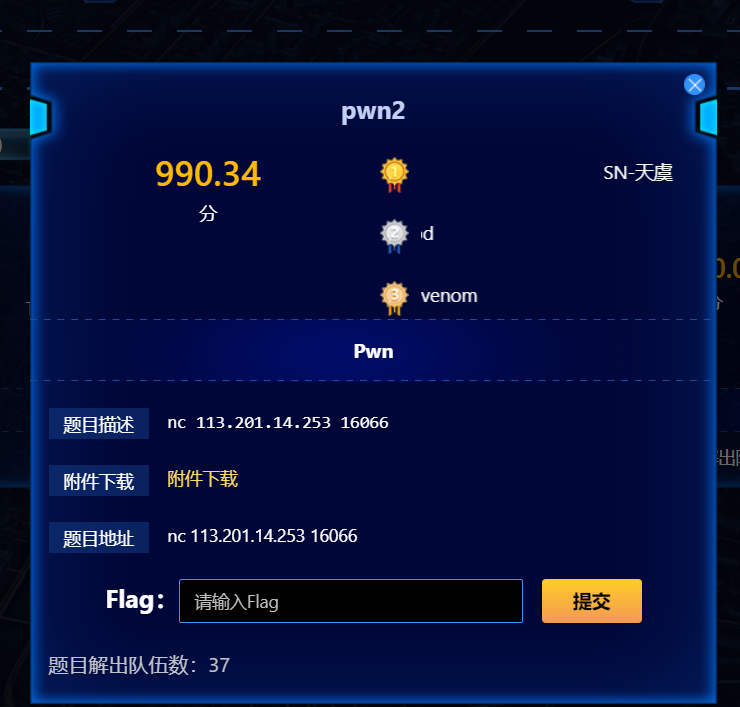 pwn2
990.34
分
1
SN-天虞
2
3
venom
Pwn
题目描述 nc 113.201.14.253 16066
附件下载 附件下载
题目地址 nc 113.201.14.253 16066
Flag: 请输入Flag 提交
题目解出队伍数：37